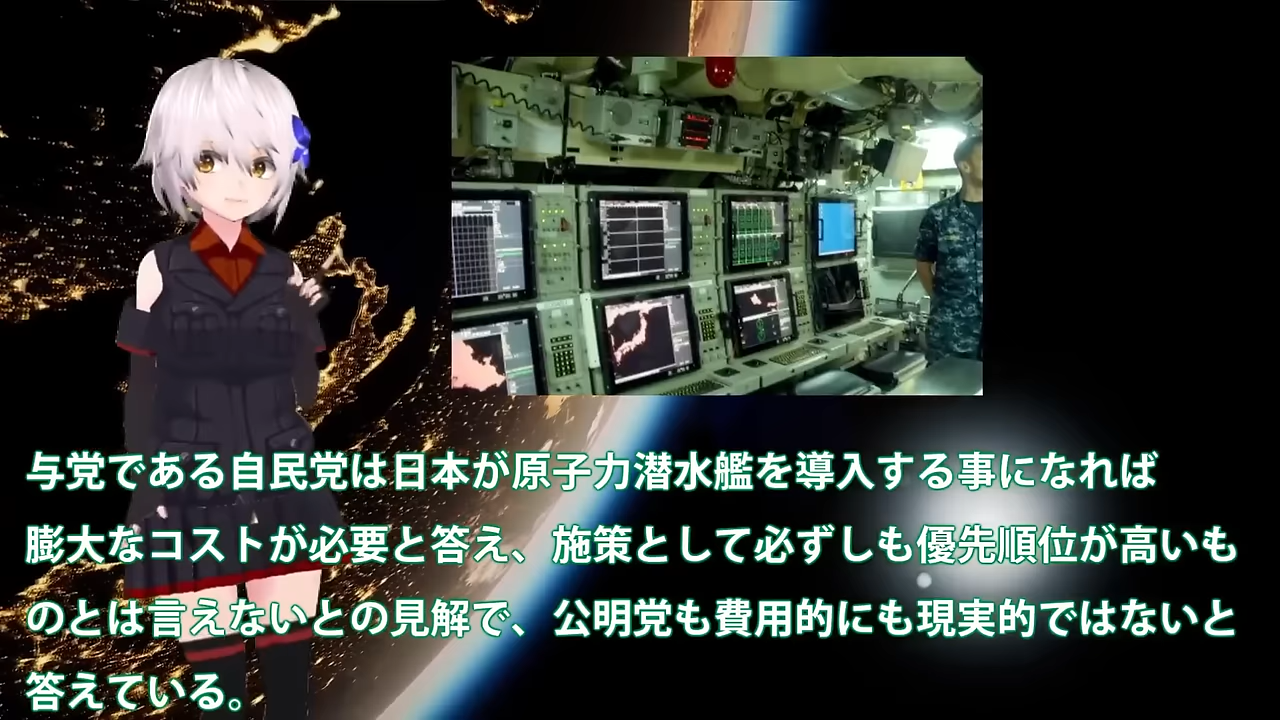 与党である自民党は日本が原子力潜水艦を導入する事になれば
膨大なコストが必要と答え、施策として必ずしも優先順位が高いも
のとは言えないとの見解で、公明党も費用的にも現実的ではないと
答えている。